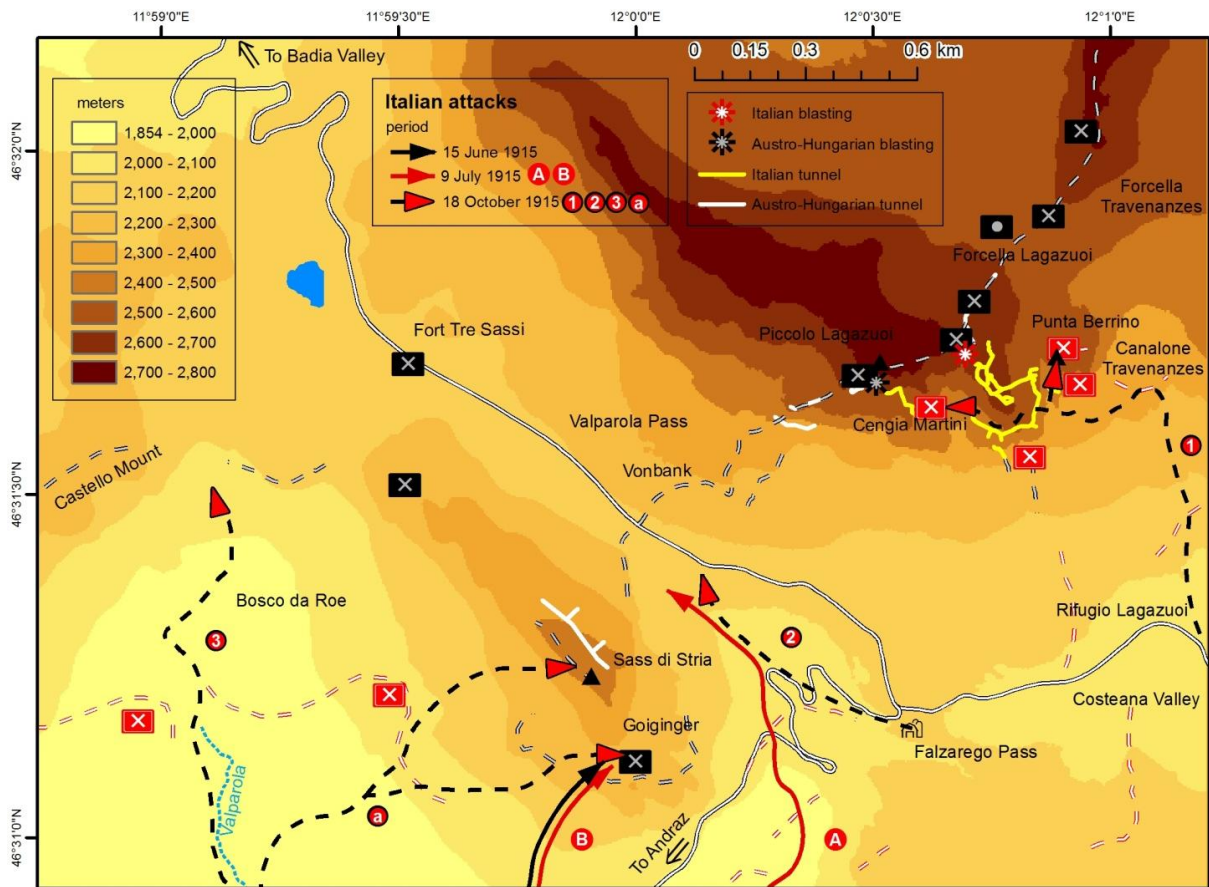 11°59'0"E
11°59'30"E
12°0'0"E
12°0'30"E
12°1'0"E
To Badia Valley
0 0.15 0.3 0.6 km
meters
1,854 - 2,000
2,000 - 2,100
2,100 - 2,200
2,200 - 2,300
2,300 - 2,400
2,400 - 2,500
2,500 - 2,600
2,600 - 2,700
2,700 - 2,800
Italian attacks
period
15 June 1915
9 July 1915 A B
18 October 1915 1 2 3 a
Italian blasting
Austro-Hungarian blasting
Italian tunnel
Austro-Hungarian tunnel
46°32'0"N
46°31'30"N
46°31'0"N
Forcella
Travenanzes
Forcella Lagazuoi
Fort Tre Sassi
Piccolo Lagazuoi
Punta Berrino
Canalone
Travenanzes
Valparola Pass
Cengia Martini
1
Castello Mount
Vonbank
Bosco da Roe
Rifugio Lagazuoi
3
2
Sass di Stria
Costeana Valley
Goiginger
Falzarego Pass
Valparola
a
B
To Andraz
A